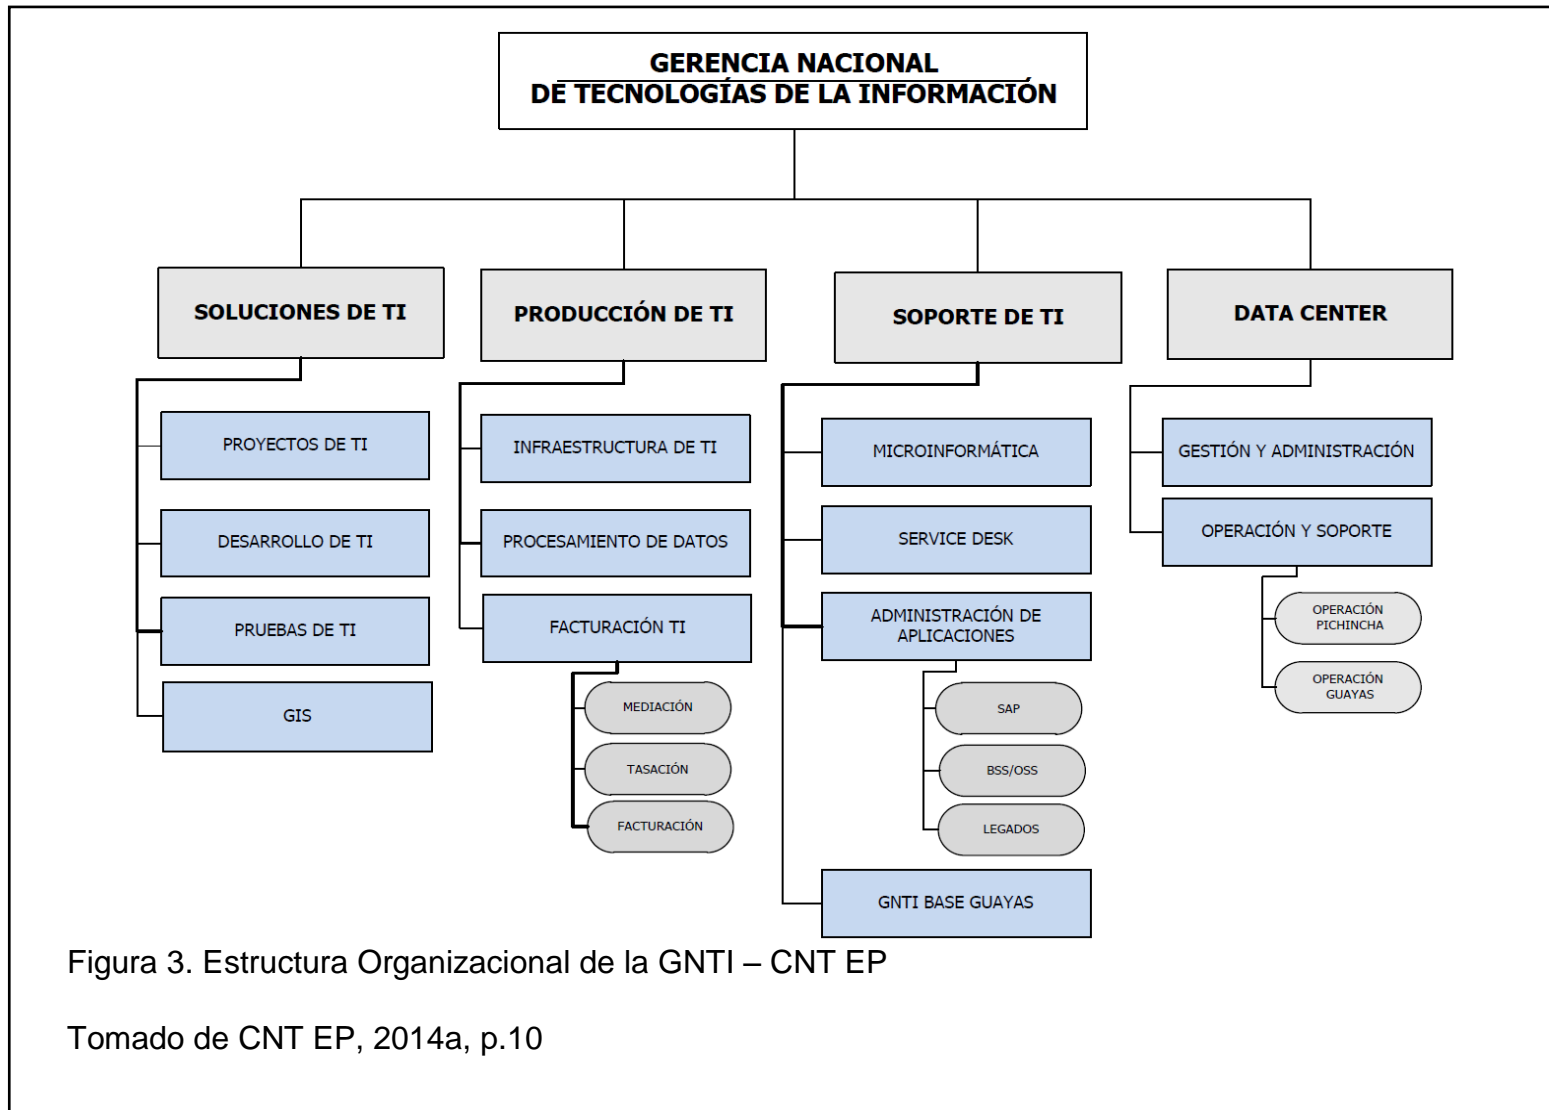 GERENCIA NACIONAL
DE TECNOLOGÍAS DE LA INFORMACIÓN
SOLUCIONES DE TI
PRODUCCIÓN DE TI
SOPORTE DE TI
DATA CENTER
PROYECTOS DE TI
DESARROLLO DE TI
PRUEBAS DE TI
GIS
INFRAESTRUCTURA DE TI
PROCESAMIENTO DE DATOS
FACTURACIÓN TI
MEDIACIÓN
TASACIÓN
FACTURACIÓN
MICROINFORMÁTICA
SERVICE DESK
ADMINISTRACIÓN DE
APLICACIONES
SAP
BSS/OSS
LEGADOS
GNTI BASE GUAYAS
GESTIÓN Y ADMINISTRACIÓN
OPERACIÓN Y SOPORTE
OPERACIÓN
PICHINCHA
OPERACIÓN
GUAYAS
Figura 3. Estructura Organizacional de la GNTI – CNT EP
Tomado de CNT EP, 2014a, p.10